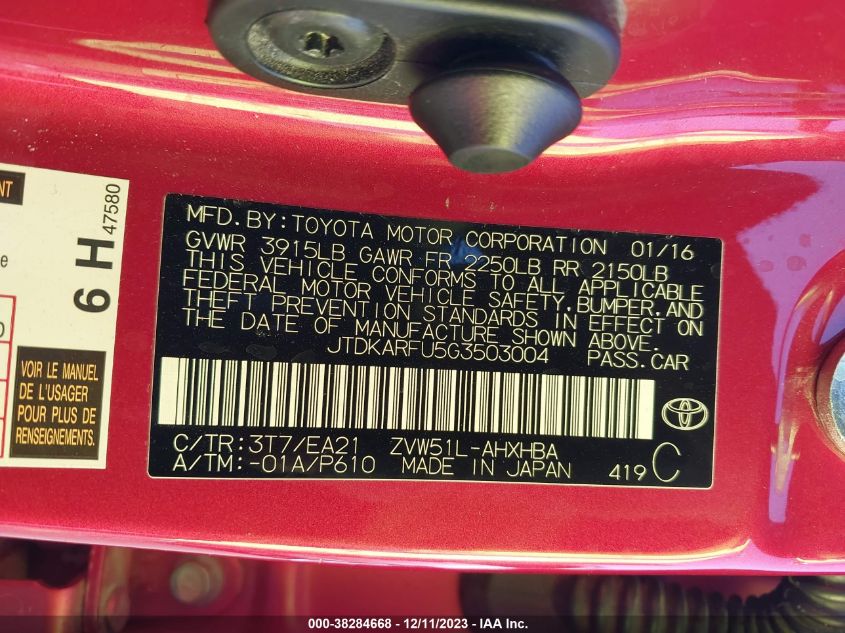 NT
47580
6 H
e
VOIR LE MANUEL
DE L'USAGER
POUR PLUS DE
RENSEIGNEMENTS.
MFD. BY: TOYOTA MOTOR CORPORATION 01/16
GVWR 3915LB GAWR FR 2250LB RR 2150LB
THIS VEHICLE CONFORMS TO ALL APPLICABLE
FEDERAL MOTOR VEHICLE SAFETY, BUMPER, AND
THEFT PREVENTION STANDARDS IN EFFECT ON
THE DATE OF MANUFACTURE SHOWN ABOVE.
JTDKARFU5G3503004 PASS. CAR
C/TR: 3T7/EA21 ZVW51L-AHXHBA
A/TM: -01A/P610 MADE IN JAPAN 419 C
000-38284668 - 12/11/2023 - IAA Inc.